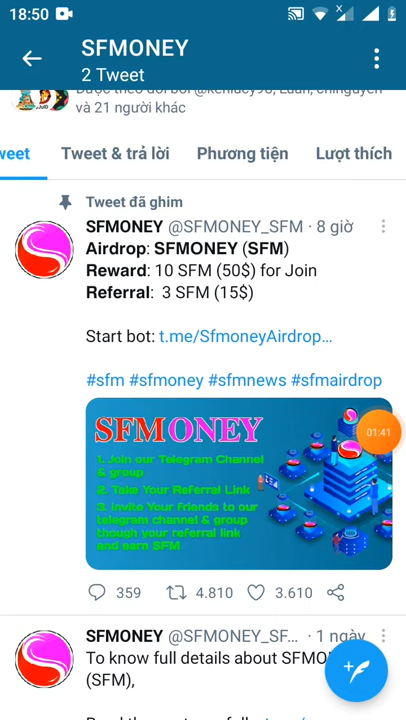 18:50
SFMONEY
2 Tweet
và 21 người khác
weet Tweet & trả lời Phương tiện Lượt thích
Tweet đã ghim
SFMONEY @SFMONEY_SFM · 8 giờ
Airdrop: SFMONEY (SFM)
Reward: 10 SFM (50$) for Join
Referral: 3 SFM (15$)
Start bot: t.me/SfmoneyAirdrop…
#sfm #sfmoney #sfmnews #sfmairdrop
SFMONEY
1. Join our Telegram Channel
& group
2. Take Your Referral Link
3. Invite Your friends to our
telegram channel & group
though your referral link
and earn SFM
01:41
359 4.810 3.610
SFMONEY @SFMONEY_SF... · 1 ngày
To know full details about SFMO
(SFM),